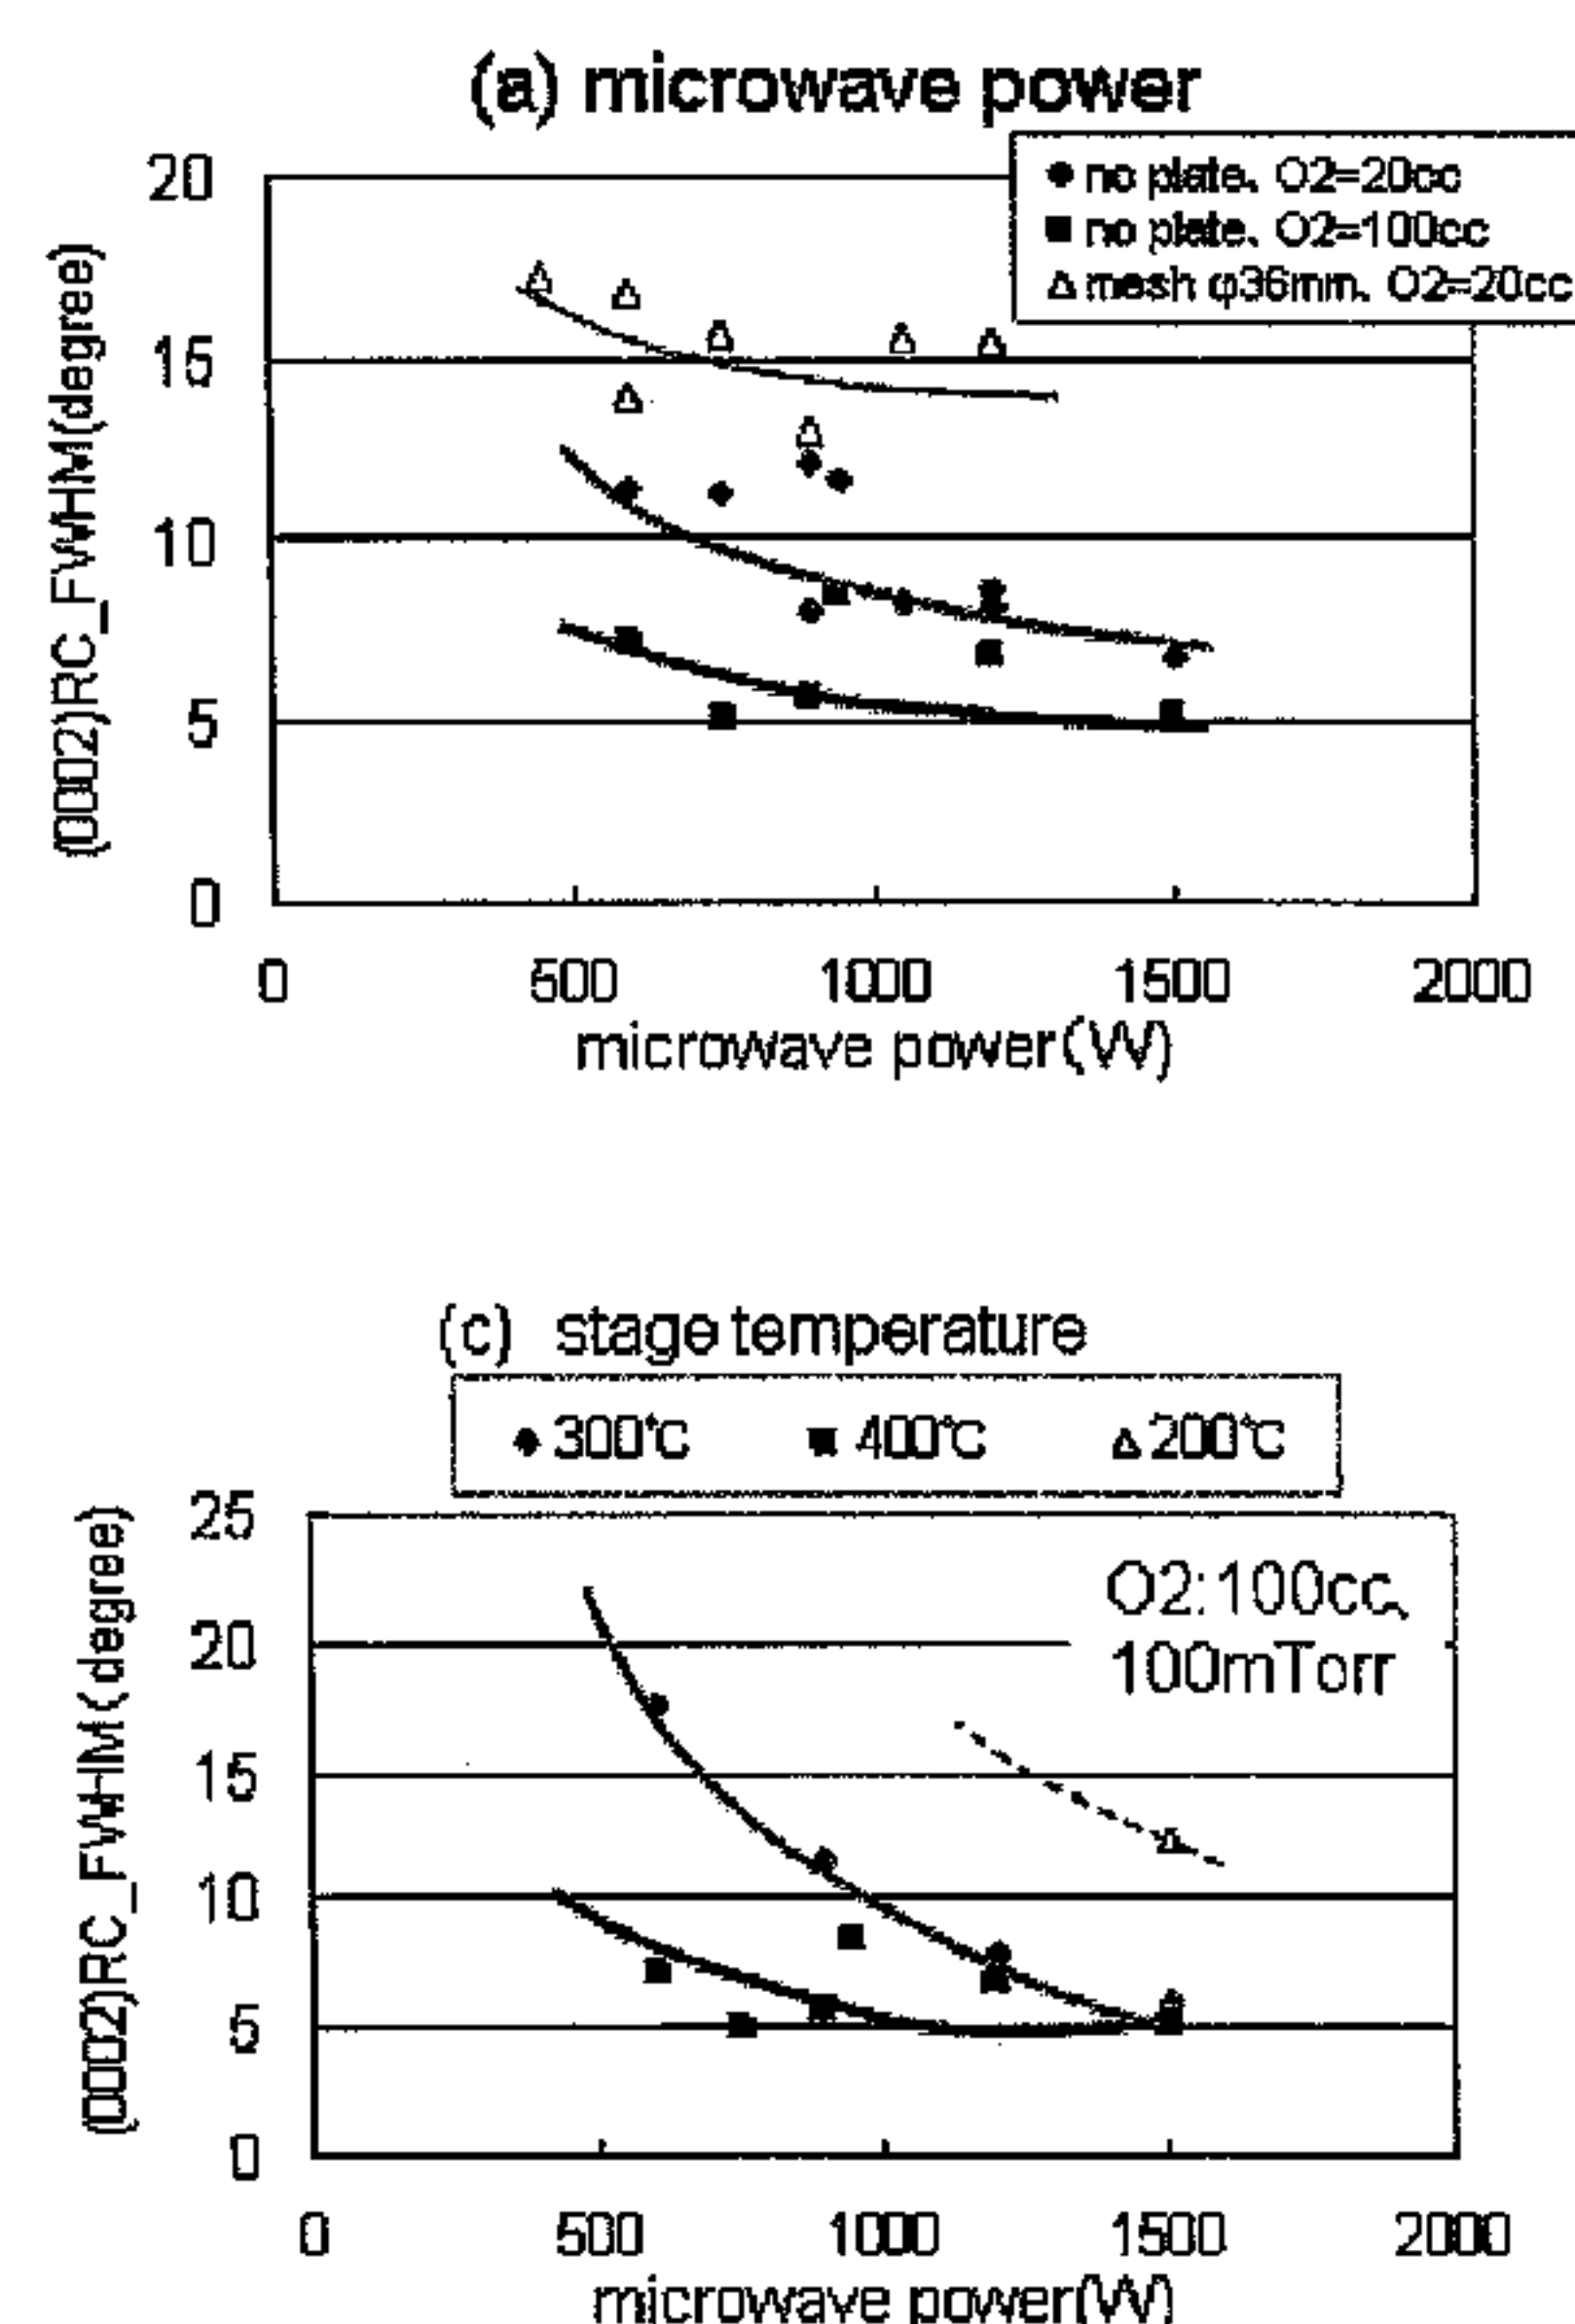 (a) microwave power
● no plate. O2=20cc
■ no plate. O2=100cc
△ mesh φ36mm. O2=20cc
20
15
10
5
0
(0002)RC_FWHM(degree)
0 500 1000 1500 2000
microwave power(W)
(c) stage temperature
● 300℃ ■ 400℃ △ 200℃
25
20
15
10
5
0
(0002)RC_FWHM(degree)
O2:100cc,
100mTorr
0 500 1000 1500 2000
microwave power(W)